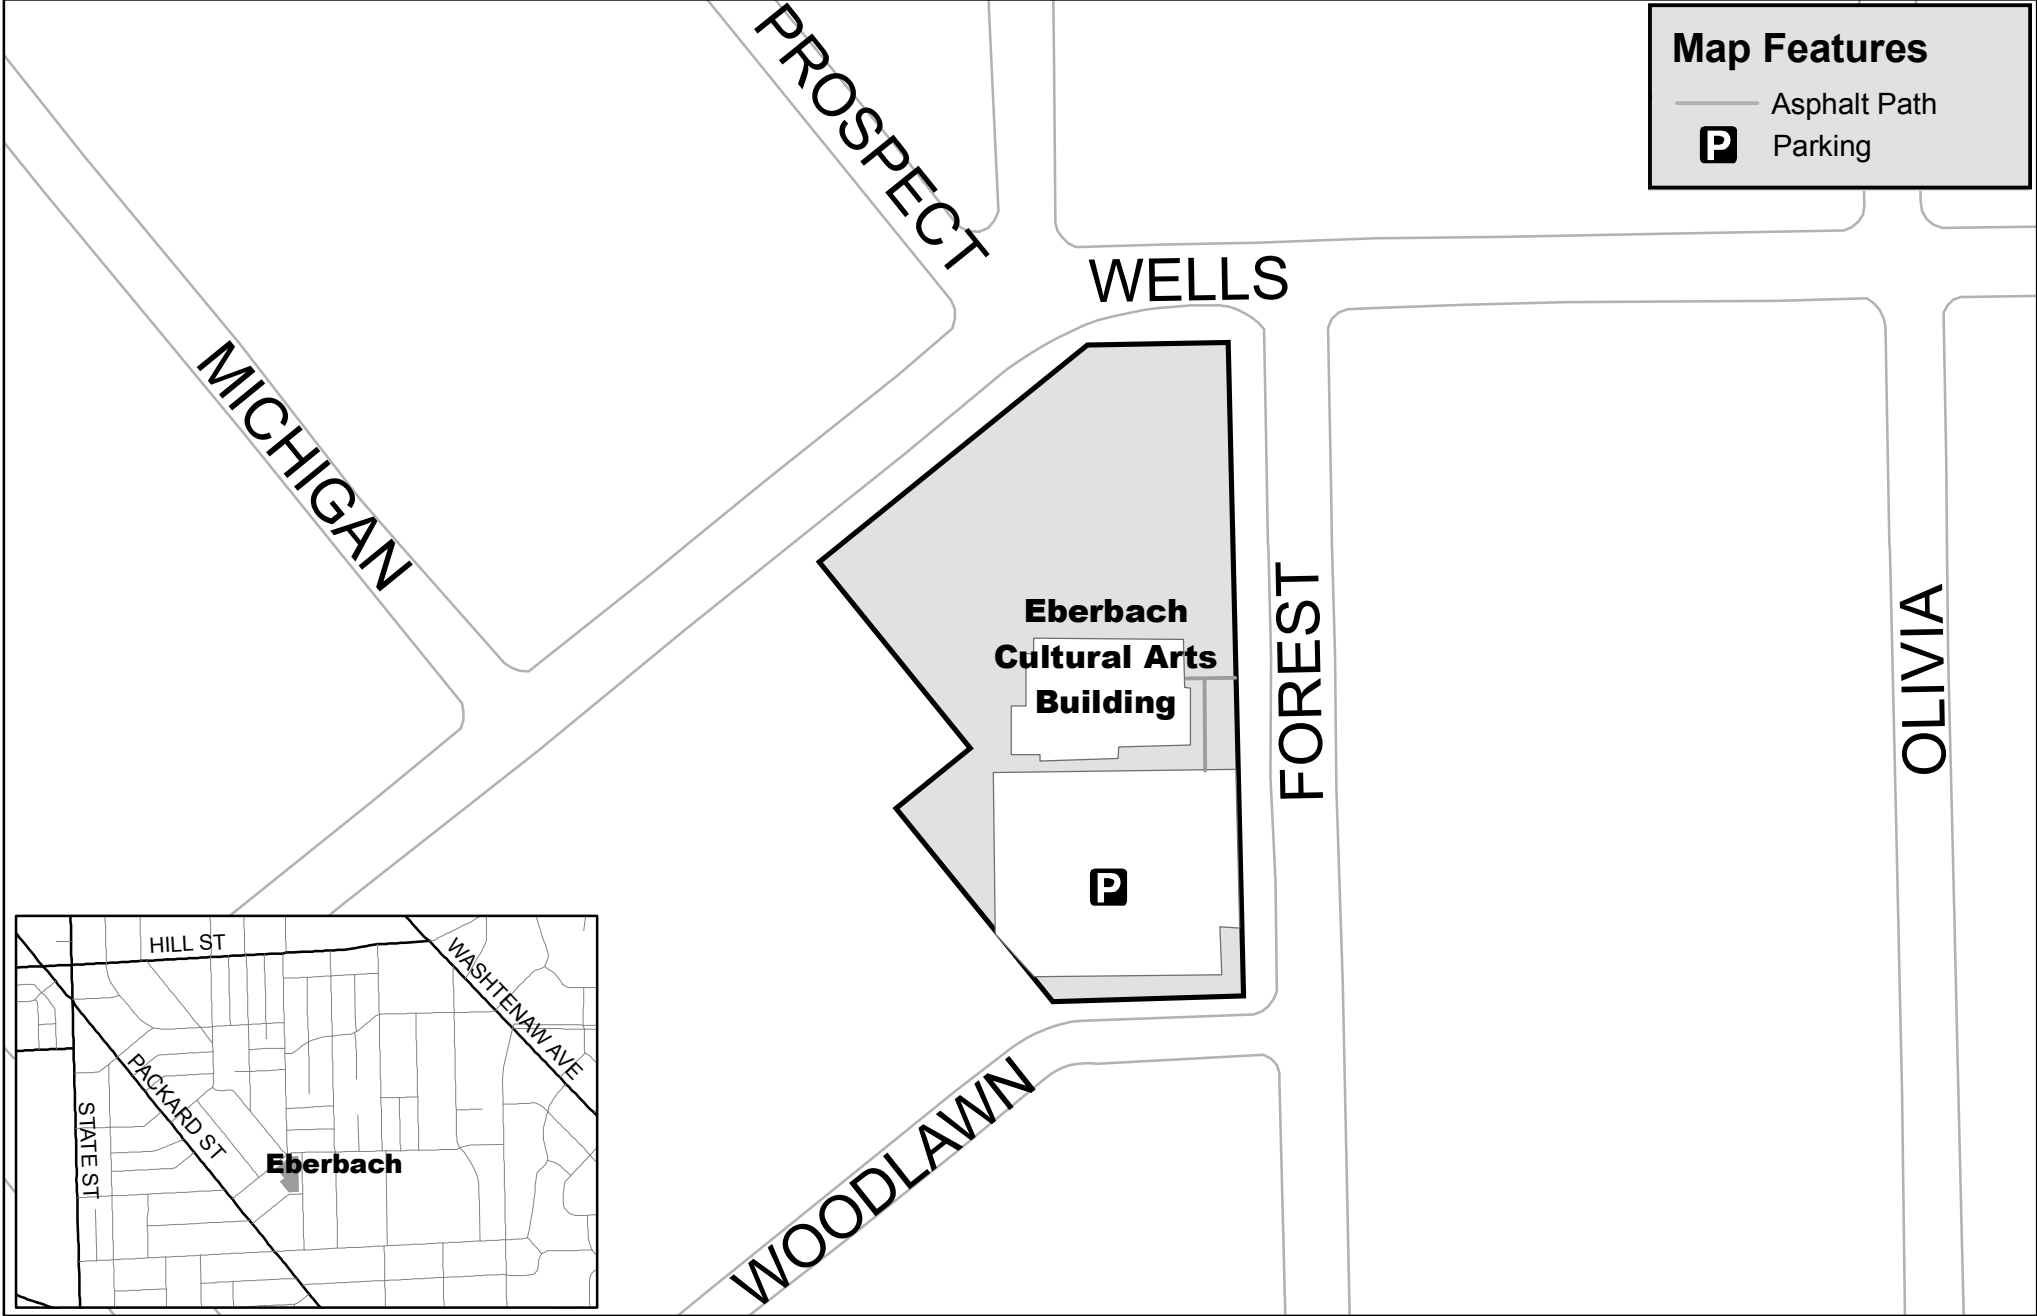 PROSPECT
Map Features
Asphalt Path
P Parking
WELLS
MICHIGAN
Eberbach
Cultural Arts
Building
FOREST
OLIVIA
P
WOODLAWN
HILL ST
WASHTENAW AVE
PACKARD ST
STATE ST
Eberbach